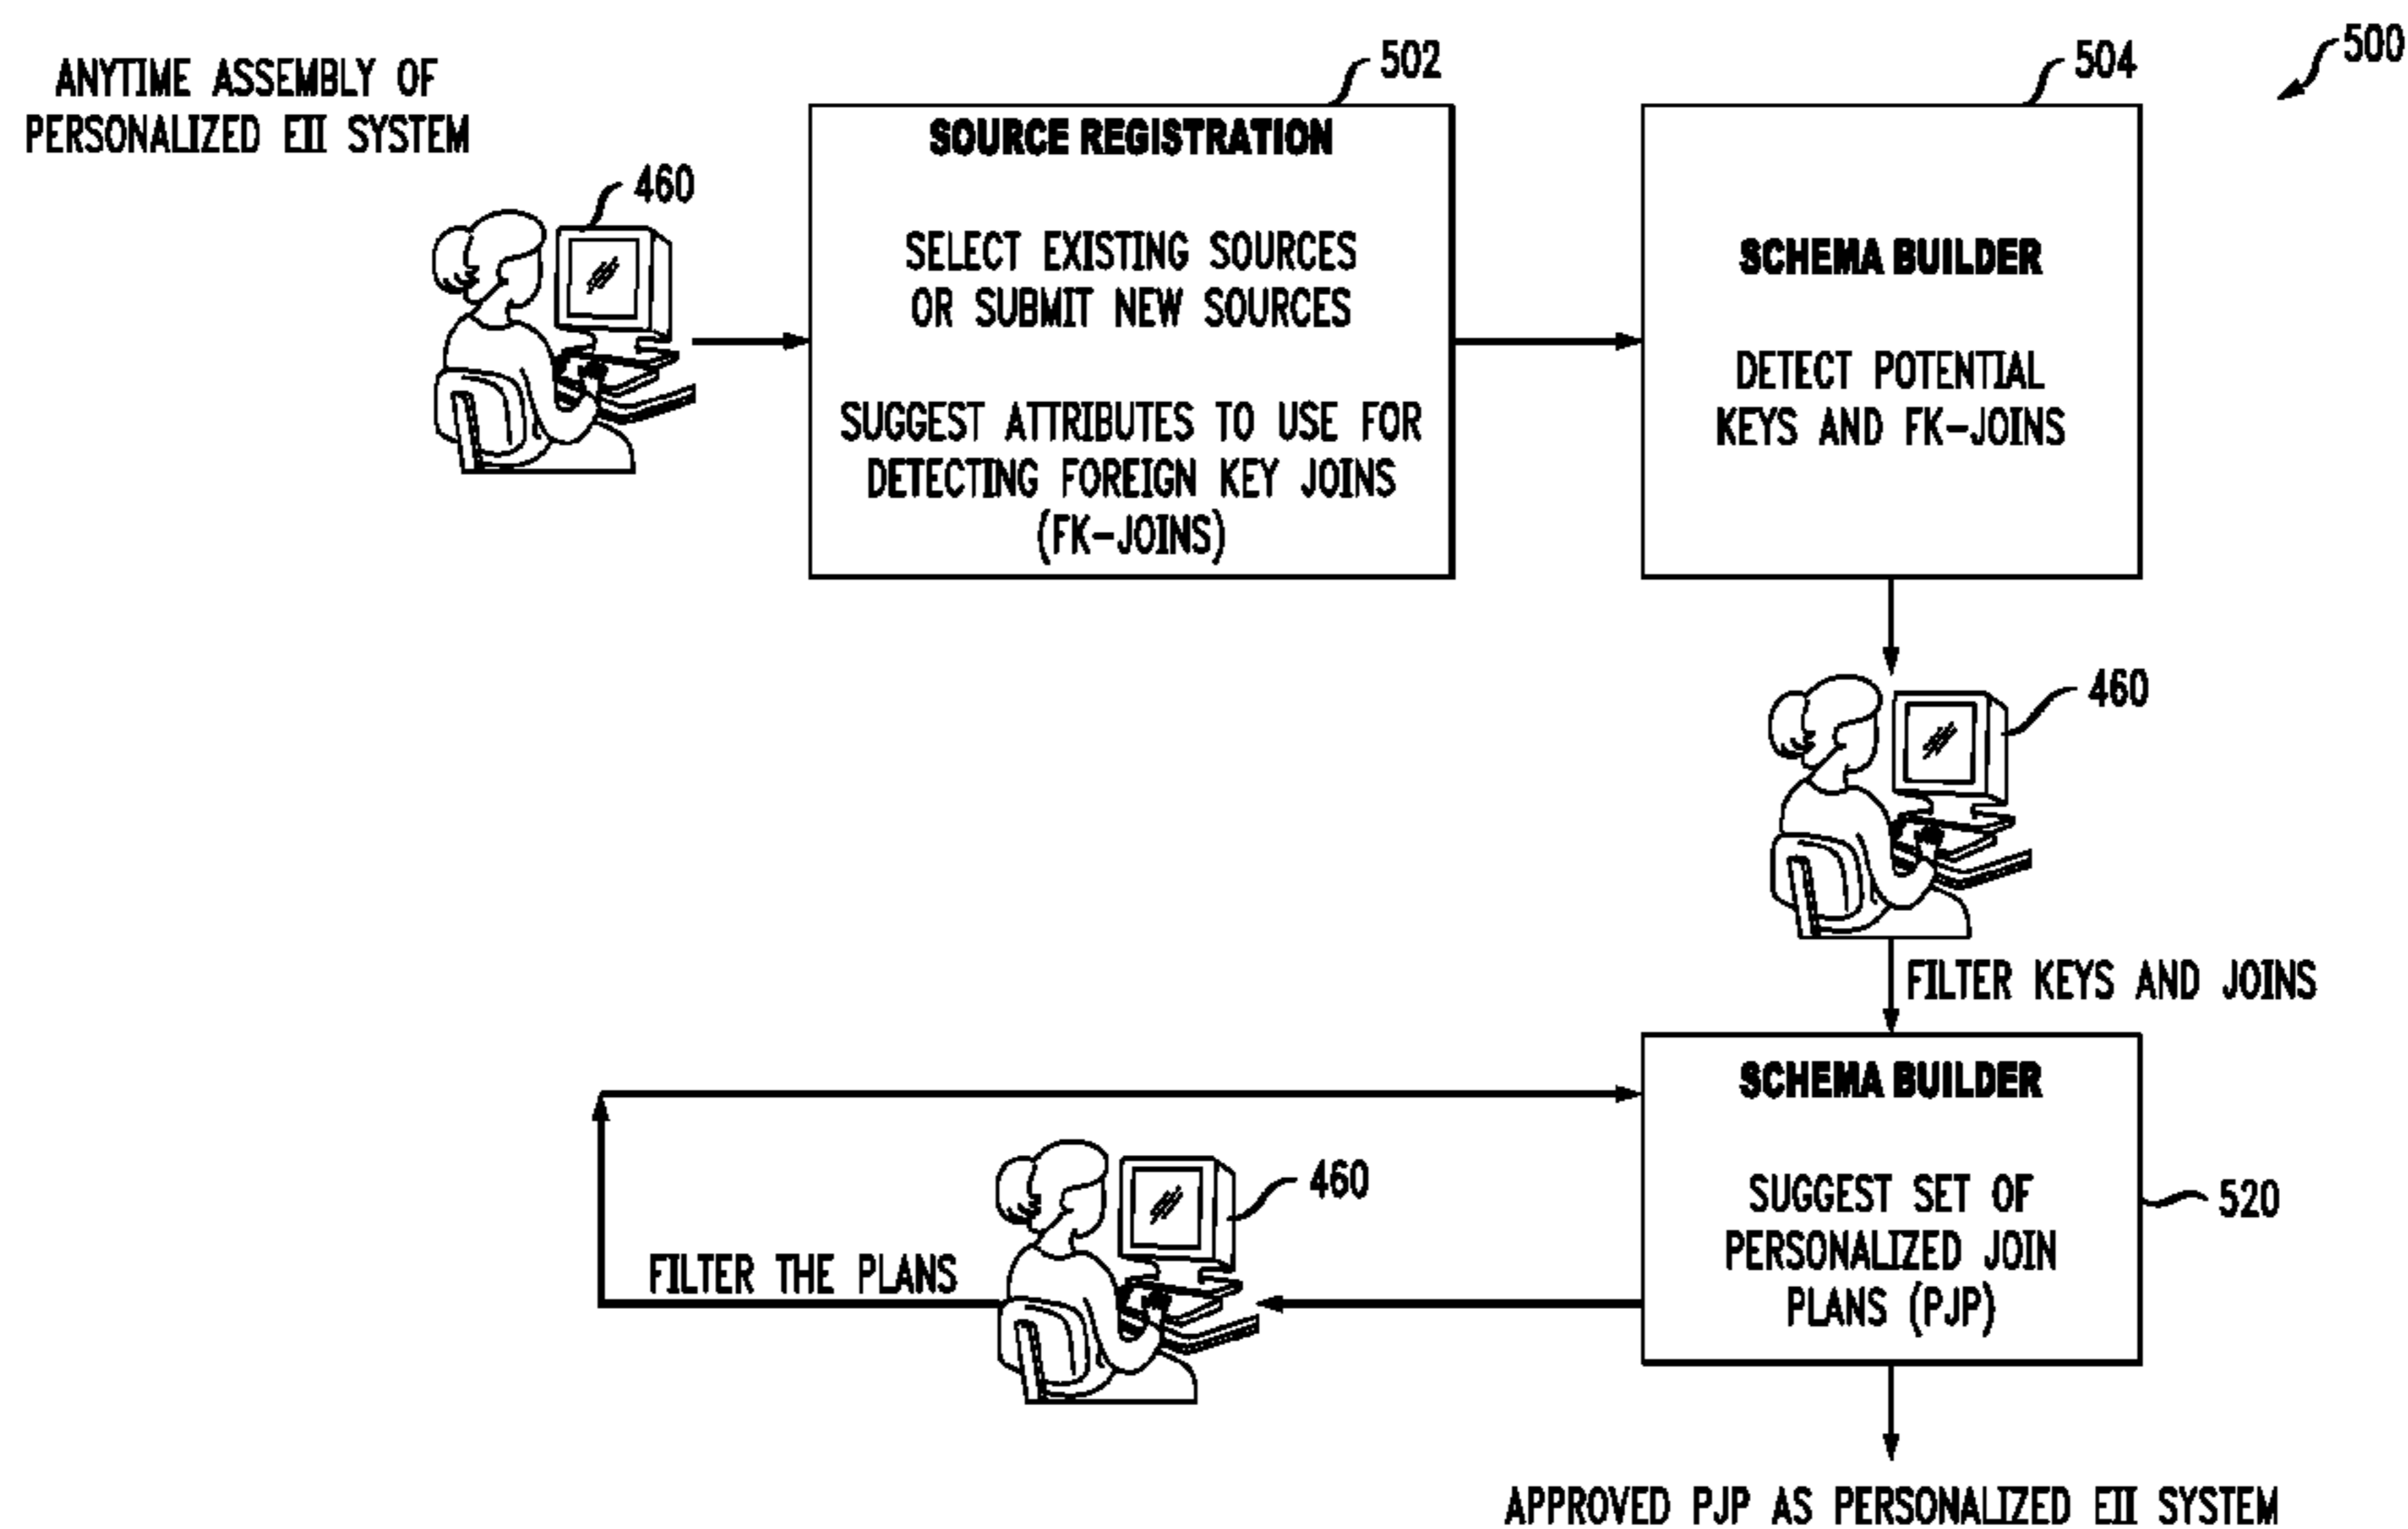 500
502
504
ANYTIME ASSEMBLY OF
PERSONALIZED EII SYSTEM
460
SOURCE REGISTRATION
SELECT EXISTING SOURCES
OR SUBMIT NEW SOURCES
SUGGEST ATTRIBUTES TO USE FOR
DETECTING FOREIGN KEY JOINS
(FK-JOINS)
SCHEMA BUILDER
DETECT POTENTIAL
KEYS AND FK-JOINS
460
FILTER KEYS AND JOINS
SCHEMA BUILDER
SUGGEST SET OF
PERSONALIZED JOIN
PLANS (PJP)
520
460
FILTER THE PLANS
APPROVED PJP AS PERSONALIZED EII SYSTEM